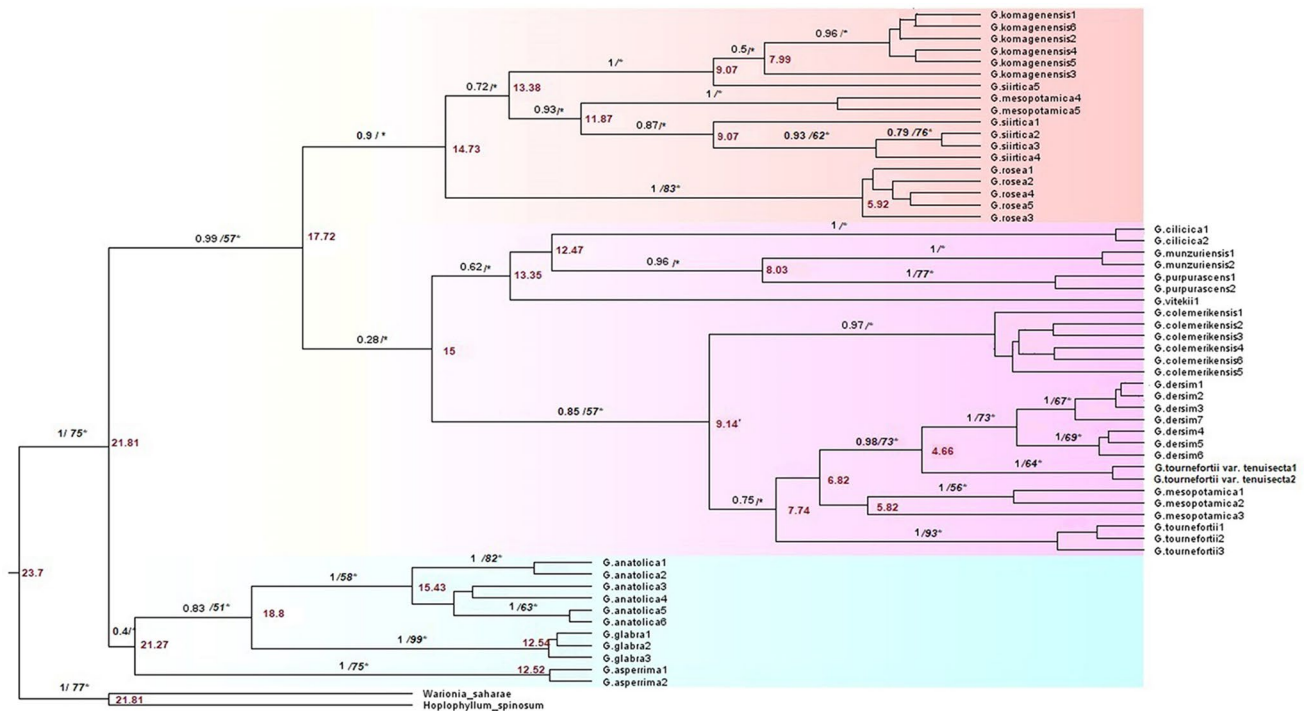 G.komagenensis1
G.komagenensis6
0.96 /*
G.komagenensis2
0.5/*
G.komagenensis4
7.99
G.komagenensis5
1/*
9.07
G.komagenensis3
0.72/*
13.38
G.siirtica5
1/*
G.mesopotamica4
0.93/*
11.87
G.mesopotamica5
0.87/*
G.siirtica1
0.9 / *
9.07
0.93 /62*
0.79 /76*
G.siirtica2
14.73
G.siirtica3
G.siirtica4
G.rosea1
1 /83*
G.rosea2
G.rosea4
5.92
G.rosea5
G.rosea3
0.99 /57*
17.72
1/*
G.cilicica1
12.47
G.cilicica2
1/*
G.munzuriensis1
0.62 /*
13.35
0.96 /*
8.03
G.munzuriensis2
1/77*
G.purpurascens1
G.purpurascens2
G.vitekii1
G.colemerikensis1
0.97/*
G.colemerikensis2
0.28/*
G.colemerikensis3
15
G.colemerikensis4
G.colemerikensis6
G.colemerikensis5
G.dersim1
G.dersim2
1/67*
G.dersim3
0.85 /57*
1 /73*
G.dersim7
9.14'
G.dersim4
1/ 75*
21.81
0.98/73*
4.66
1/69*
G.dersim5
G.dersim6
1/64*
G.tournefortii var. tenuisecta1
6.82
G.tournefortii var. tenuisecta2
1/56*
G.mesopotamica1
0.75/*
7.74
5.82
G.mesopotamica2
G.mesopotamica3
1/93*
G.tournefortii1
G.tournefortii2
G.tournefortii3
1 /82*
G.anatolica1
23.7
1/58*
G.anatolica2
15.43
G.anatolica3
G.anatolica4
0.83 /51*
18.8
1/63*
G.anatolica5
G.anatolica6
0.4/*
1 /99*
G.glabra1
21.27
12.54
G.glabra2
G.glabra3
1 /75*
12.52
G.asperrima1
G.asperrima2
1/ 77*
21.81
Warionia_saharae
Hoplophyllum_spinosum